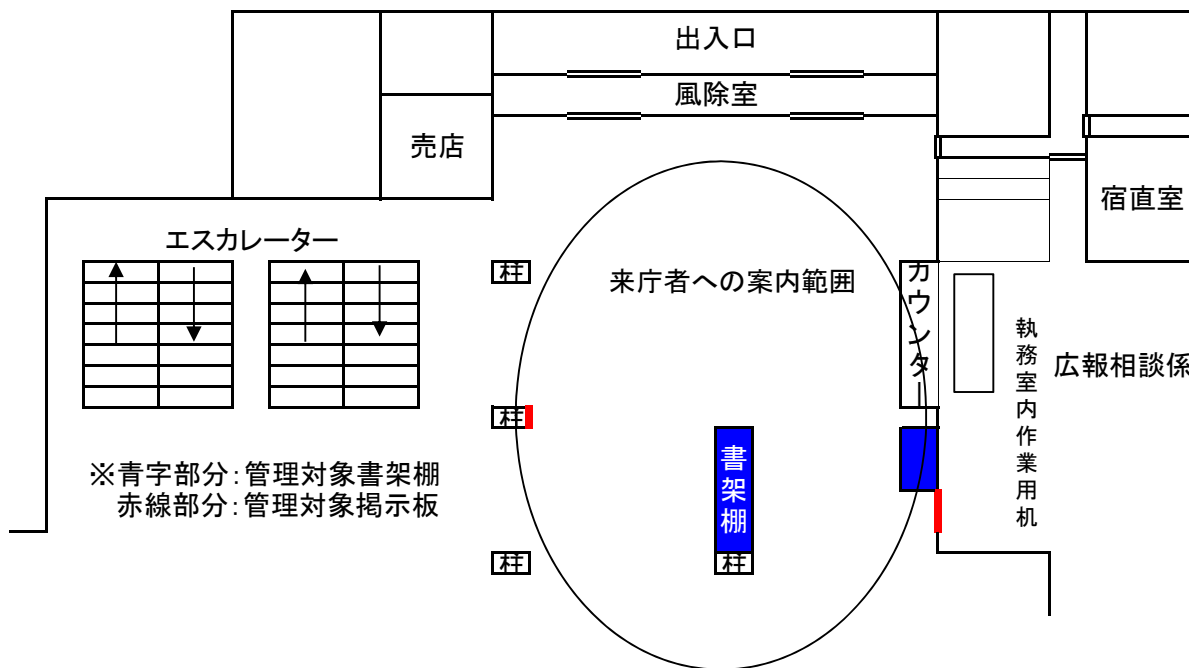 出入口
風除室
売店
宿直室
エスカレーター
柱
来庁者への案内範囲
カウンター
執務室内作業用机
広報相談係
柱
書架棚
※青字部分:管理対象書架棚
赤線部分:管理対象掲示板
柱
柱